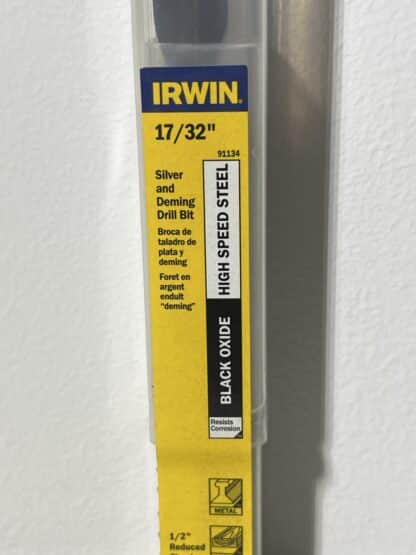 IRWIN.
17/32"
91134
Silver
and
Deming
Drill Bit
Broca de
taladro de
plata y
deming
Foret en
argent
enduit
"deming"
HIGH SPEED STEEL
BLACK OXIDE
Resists
Corrosion
METAL
1/2"
Reduced